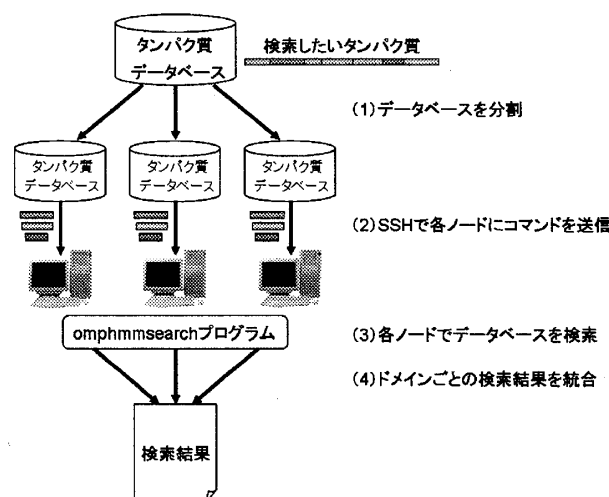 タンパク質
データベース
検索したいタンパク質
(1)データベースを分割
タンパク質
データベース
タンパク質
データベース
タンパク質
データベース
(2)SSHで各ノードにコマンドを送信
omphmmsearchプログラム
(3)各ノードでデータベースを検索
(4)ドメインごとの検索結果を統合
検索結果